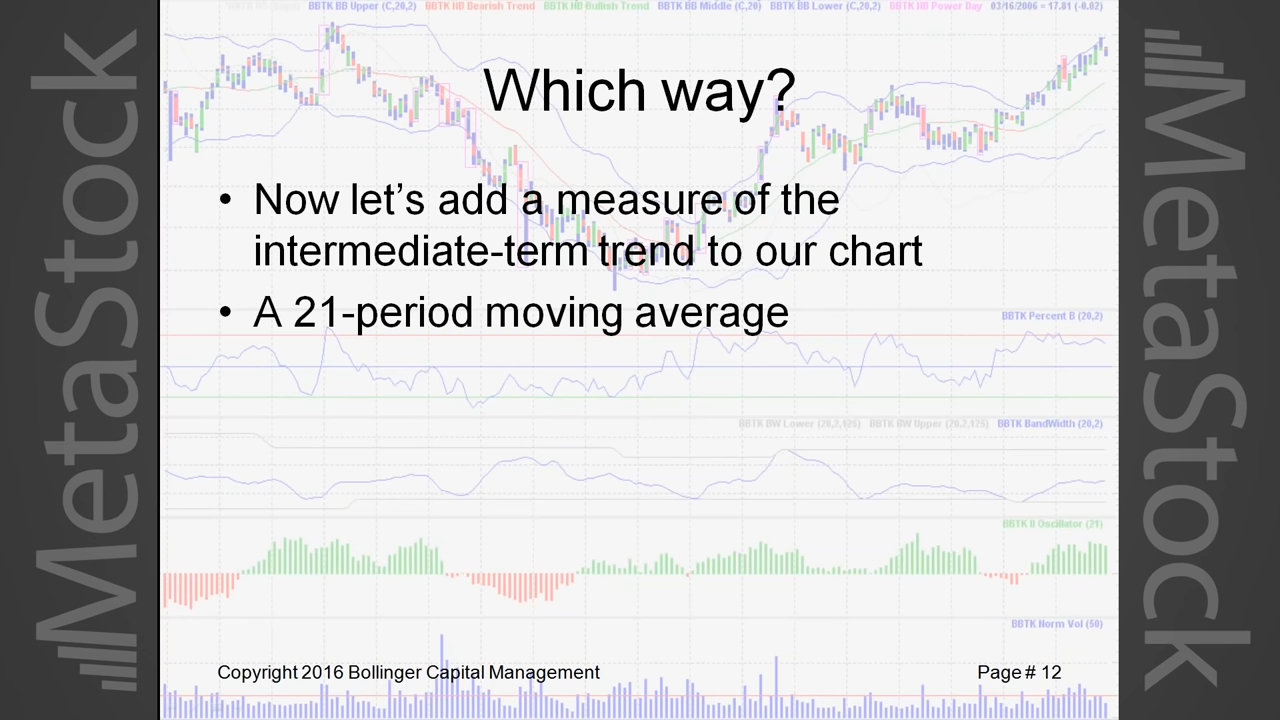 BBTK BB Upper (C,20,2) BBTK HB Bearish Trend BBTK HB Bullish Trend BBTK BB Middle (C,20) BBTK BB Lower (C,20,2) BBTK HB Power Day 03/16/2006 = 17.81 (-0.02)
MetaStock
MetaStock
Which way?
• Now let’s add a measure of the
intermediate-term trend to our chart
• A 21-period moving average
BBTK Percent B (20,2)
BBTK BW Lower (20,2,125) BBTK BW Upper (20,2,125) BBTK BandWidth (20,2)
BBTK II Oscillator (21)
BBTK Norm Vol (50)
Copyright 2016 Bollinger Capital Management Page # 12